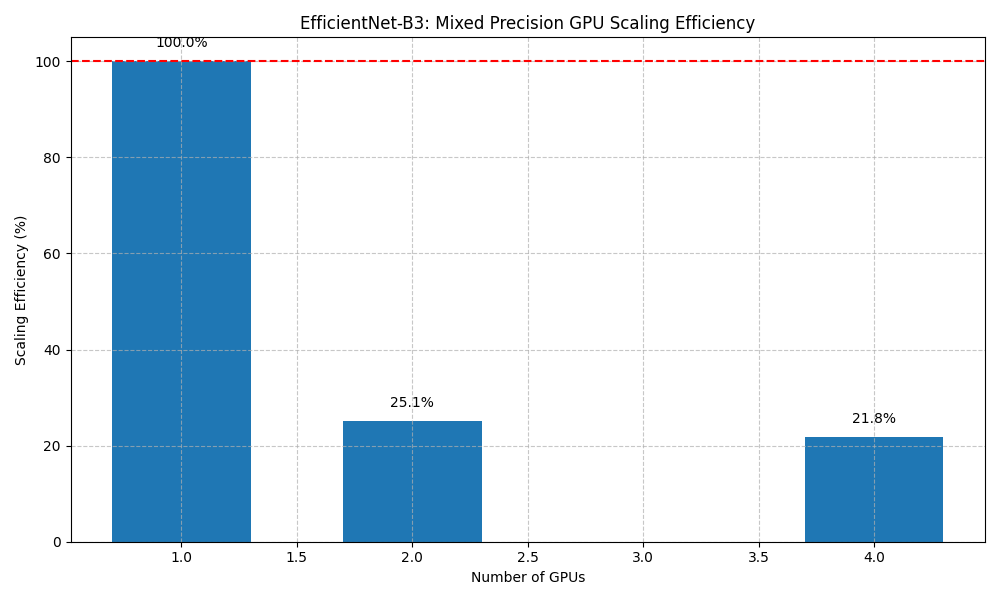 EfficientNet-B3: Mixed Precision GPU Scaling Efficiency
100.0%
25.1%
21.8%
Scaling Efficiency (%)
100
80
60
40
20
0
1.0 1.5 2.0 2.5 3.0 3.5 4.0
Number of GPUs